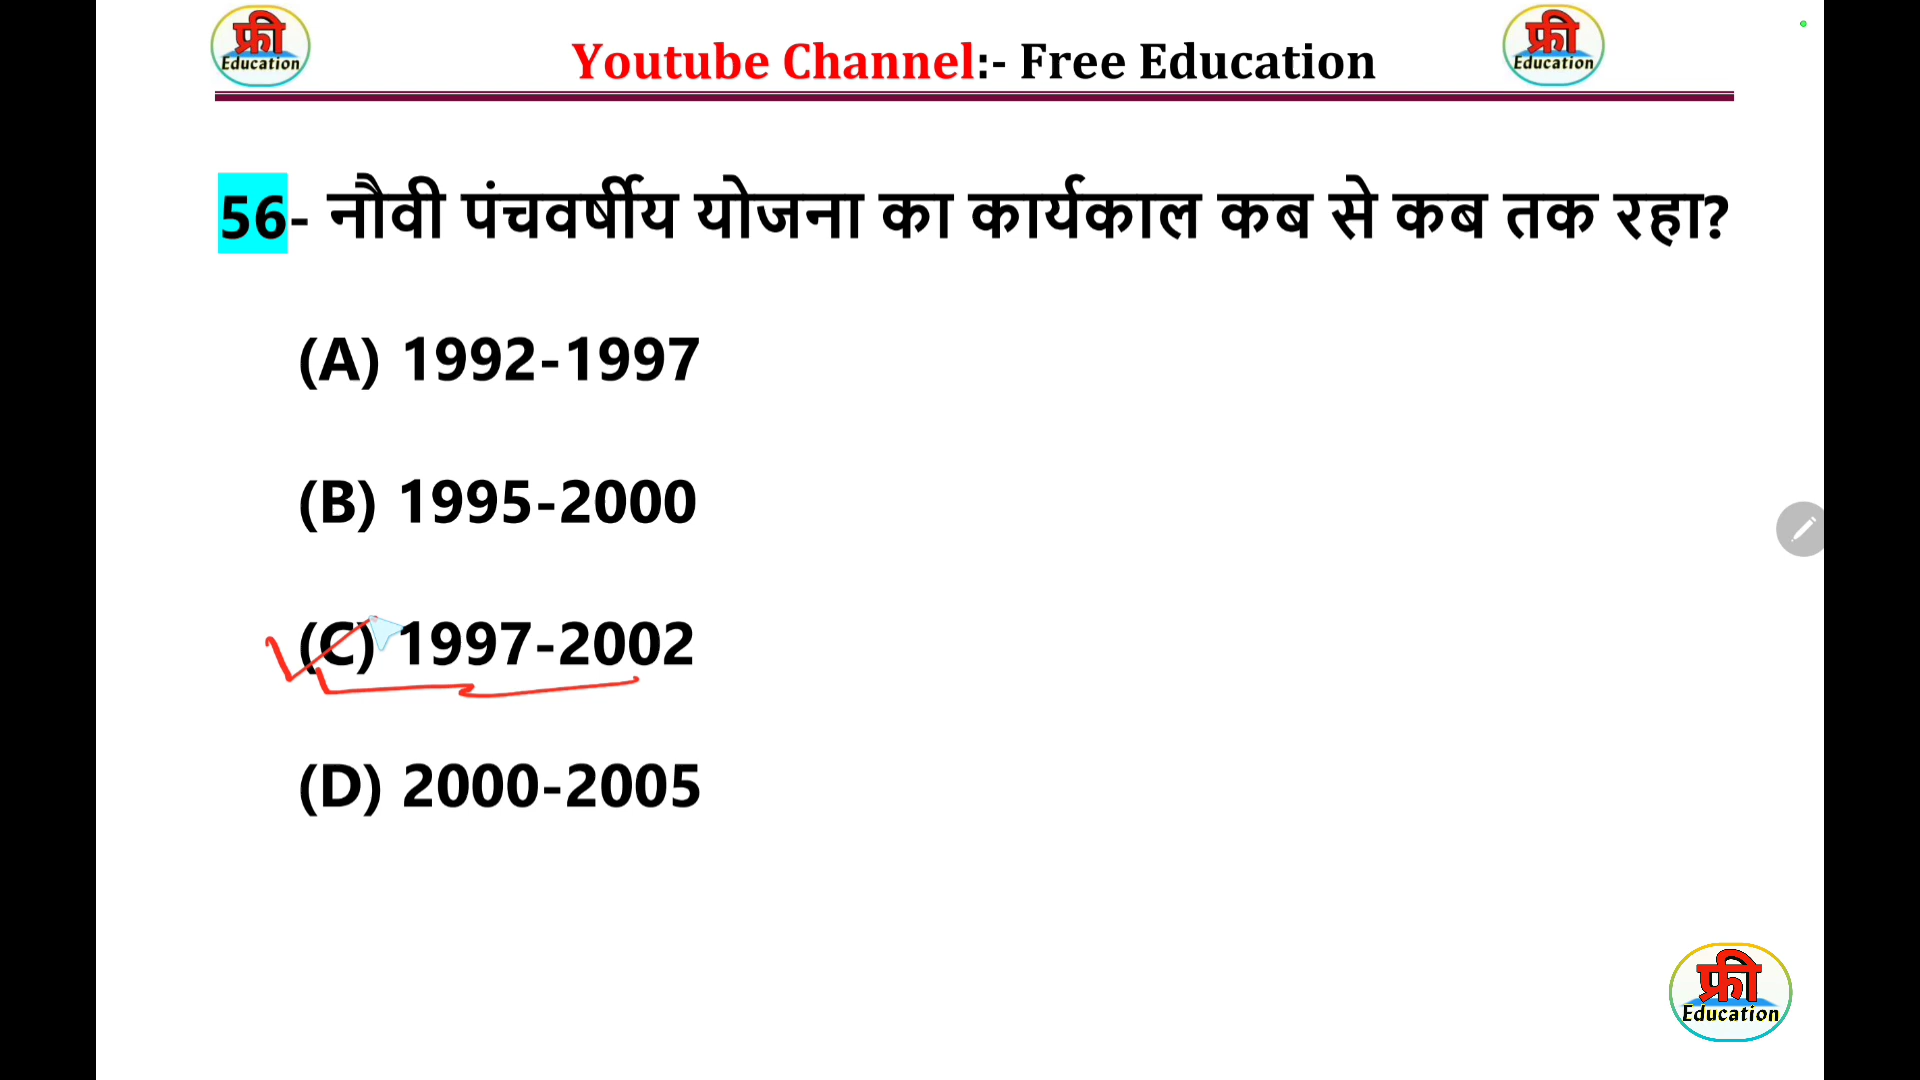 फ्री
Education
Youtube Channel:- Free Education
फ्री
Education
56- नौवी पंचवर्षीय योजना का कार्यकाल कब से कब तक रहा?
(A) 1992-1997
(B) 1995-2000
(C) 1997-2002
(D) 2000-2005
फ्री
Education